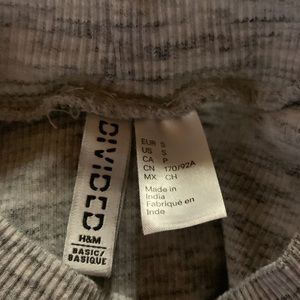 DIVIDED
H&M
BASIC/
BASIQUE
EUR S
US S
CA P
CN 170/92A
MX CH
Made in
India
Fabriqué en
Inde